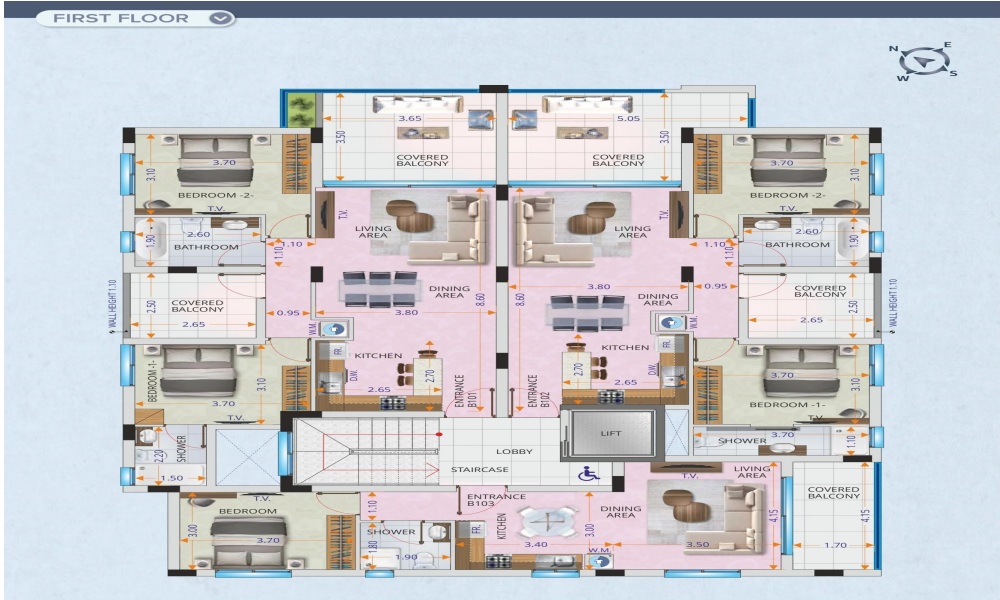 FIRST FLOOR
N
E
W
S
3.65
5.05
3.50
3.50
COVERED
BALCONY
COVERED
BALCONY
3.70
3.10
BEDROOM -2-
T.V.
3.70
3.10
BEDROOM -2-
T.V.
T.V.
LIVING
AREA
LIVING
AREA
T.V.
2.60
1.90
BATHROOM
1.10
1.10
1.10
1.10
2.60
1.90
BATHROOM
WALL HEIGHT 1.10
2.50
COVERED
BALCONY
2.65
0.95
DINING
AREA
3.80
8.60
8.60
3.80
DINING
AREA
0.95
COVERED
BALCONY
2.50
2.65
WALL HEIGHT 1.10
W.M.
W.M.
BEDROOM -1-
3.10
3.70
T.V.
FR.
KITCHEN
D.W.
2.65
2.70
ENTRANCE
B101
ENTRANCE
B102
2.70
KITCHEN
FR.
D.W.
2.65
3.70
3.10
BEDROOM -1-
T.V.
2.20
SHOWER
1.50
LOBBY
STAIRCASE
LIFT
SHOWER
3.70
1.10
T.V.
BEDROOM
3.00
3.70
1.10
SHOWER
1.80
1.90
ENTRANCE
B103
FR.
KITCHEN
3.40
3.00
DINING
AREA
W.M.
T.V.
LIVING
AREA
3.50
4.15
COVERED
BALCONY
4.15
1.70